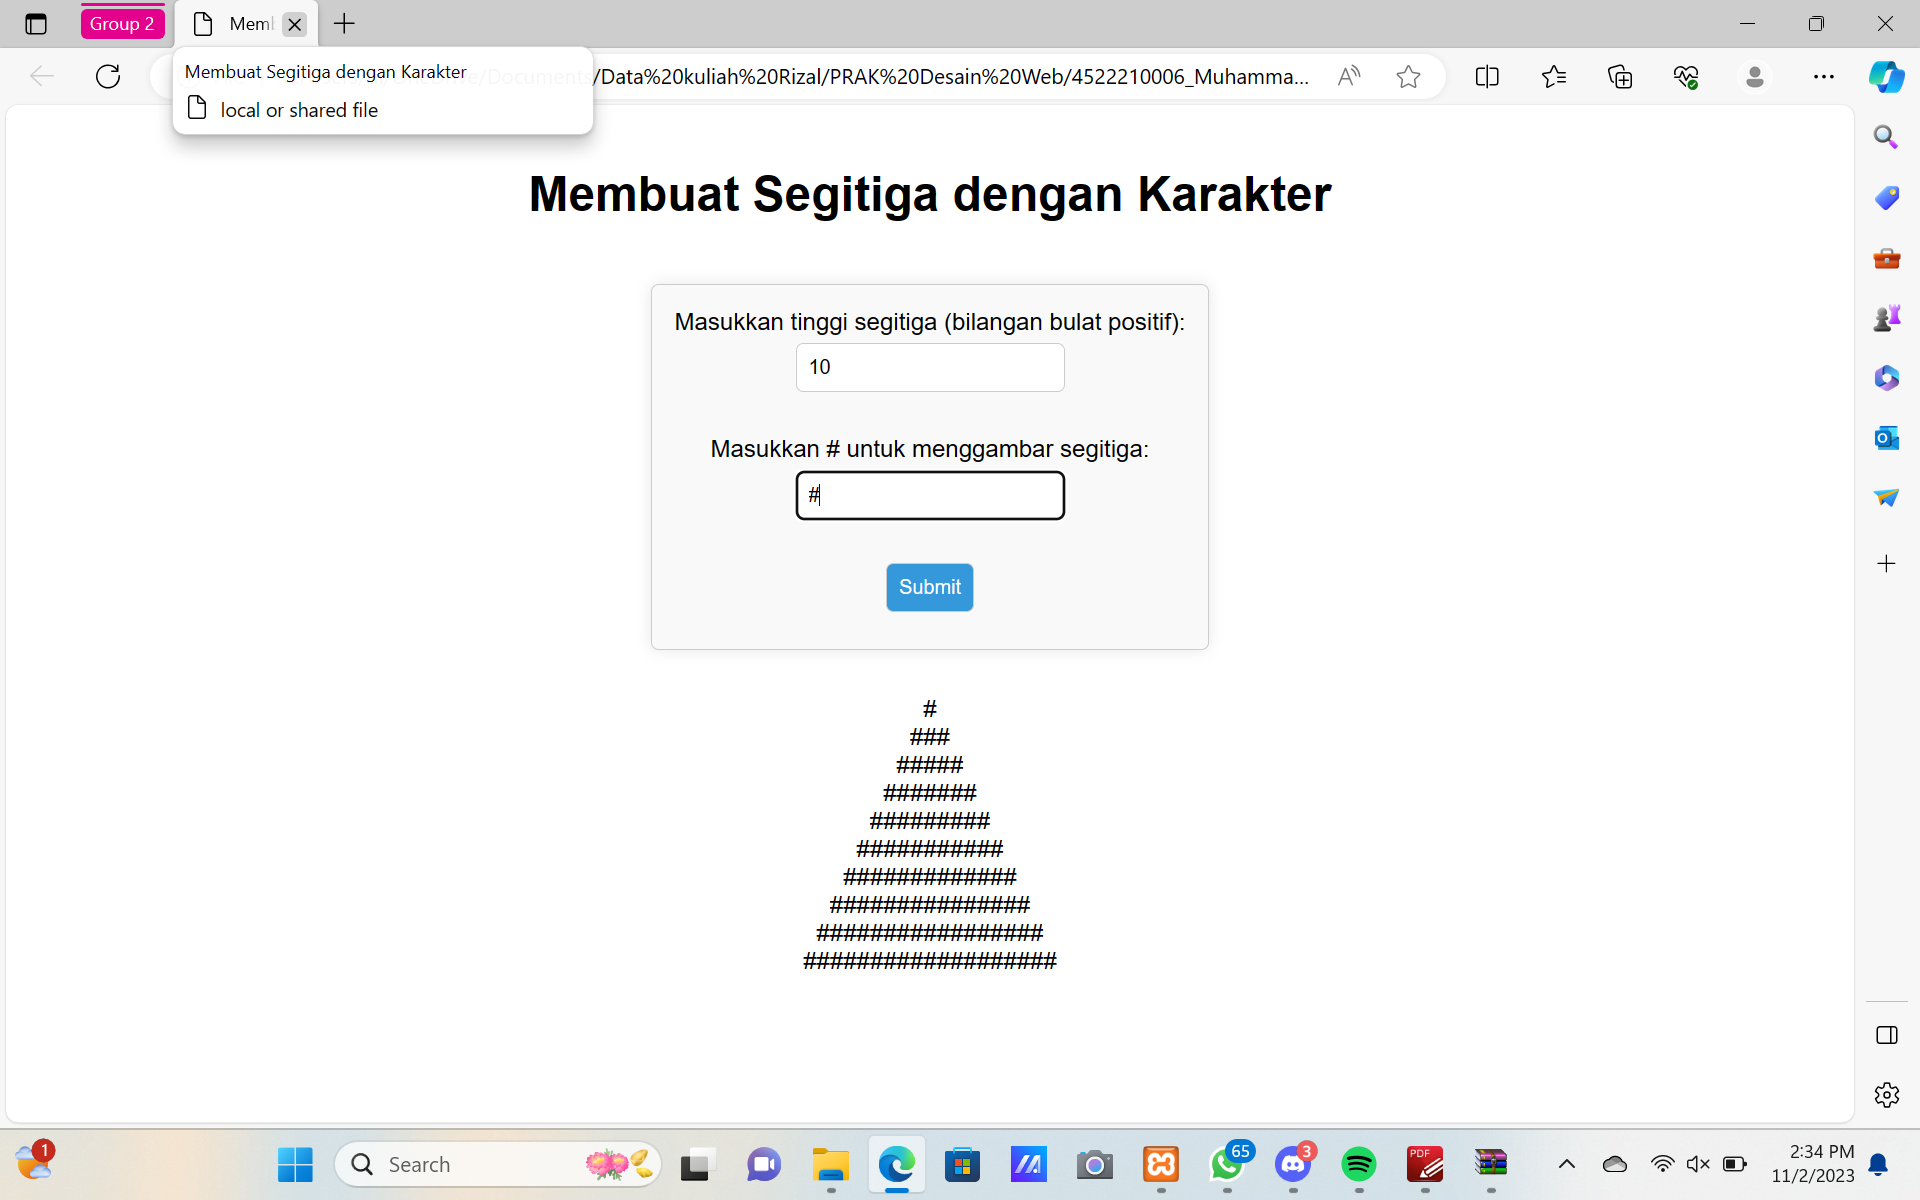 Group 2
Meml
Membuat Segitiga dengan Karakter
local or shared file
/Documents/Data%20kuliah%20Rizal/PRAK%20Desain%20Web/4522210006_Muhamma...
Membuat Segitiga dengan Karakter
Masukkan tinggi segitiga (bilangan bulat positif):
10
Masukkan # untuk menggambar segitiga:
#
Submit
#
###
#####
#######
#########
###########
#############
###############
#################
###################
1
Search
65
3
PDF
2:34 PM
11/2/2023